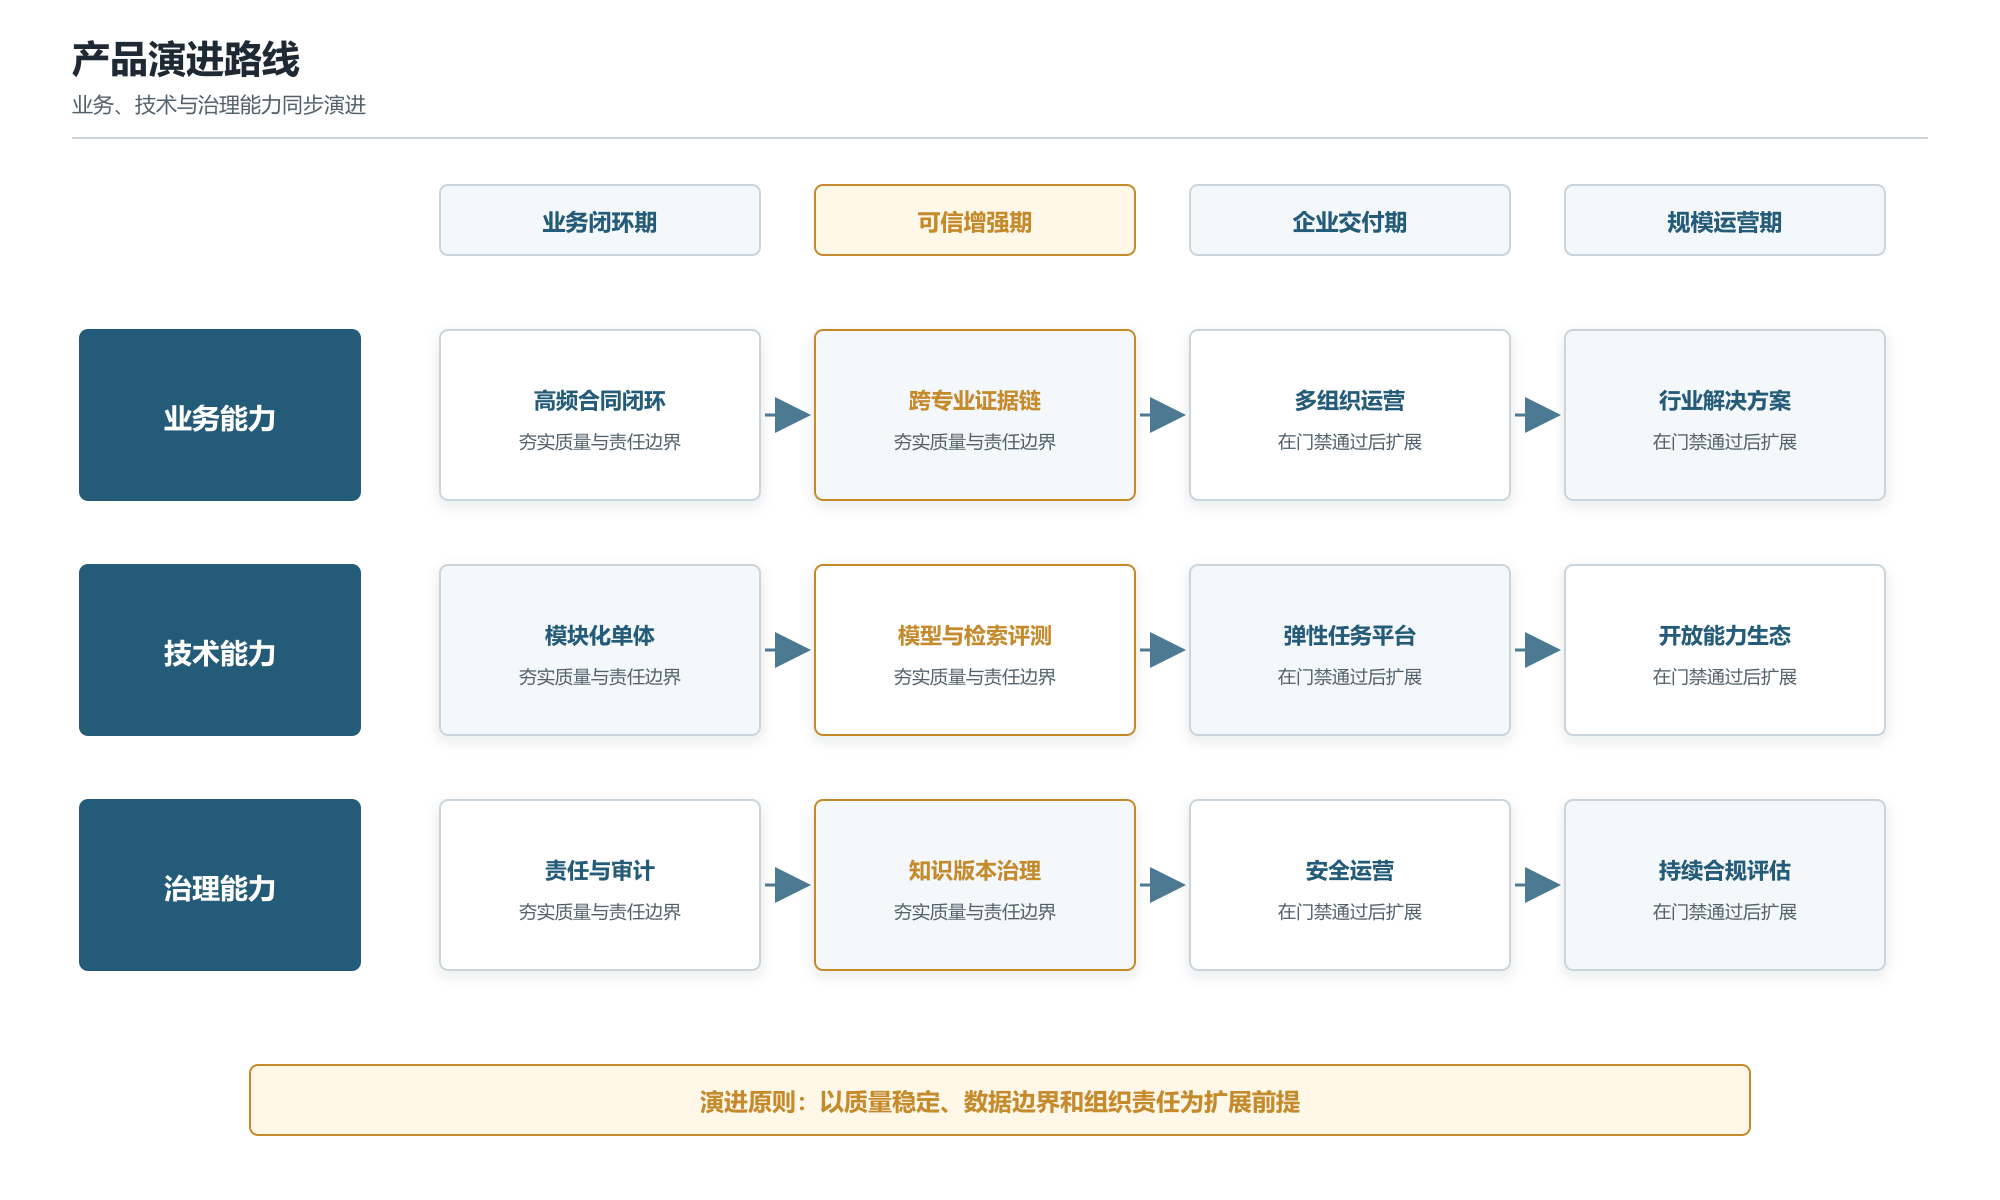 产品演进路线
业务、技术与治理能力同步演进
业务闭环期
可信增强期
企业交付期
规模运营期
业务能力
高频合同闭环
夯实质量与责任边界
跨专业证据链
夯实质量与责任边界
多组织运营
在门禁通过后扩展
行业解决方案
在门禁通过后扩展
技术能力
模块化单体
夯实质量与责任边界
模型与检索评测
夯实质量与责任边界
弹性任务平台
在门禁通过后扩展
开放能力生态
在门禁通过后扩展
治理能力
责任与审计
夯实质量与责任边界
知识版本治理
夯实质量与责任边界
安全运营
在门禁通过后扩展
持续合规评估
在门禁通过后扩展
演进原则：以质量稳定、数据边界和组织责任为扩展前提